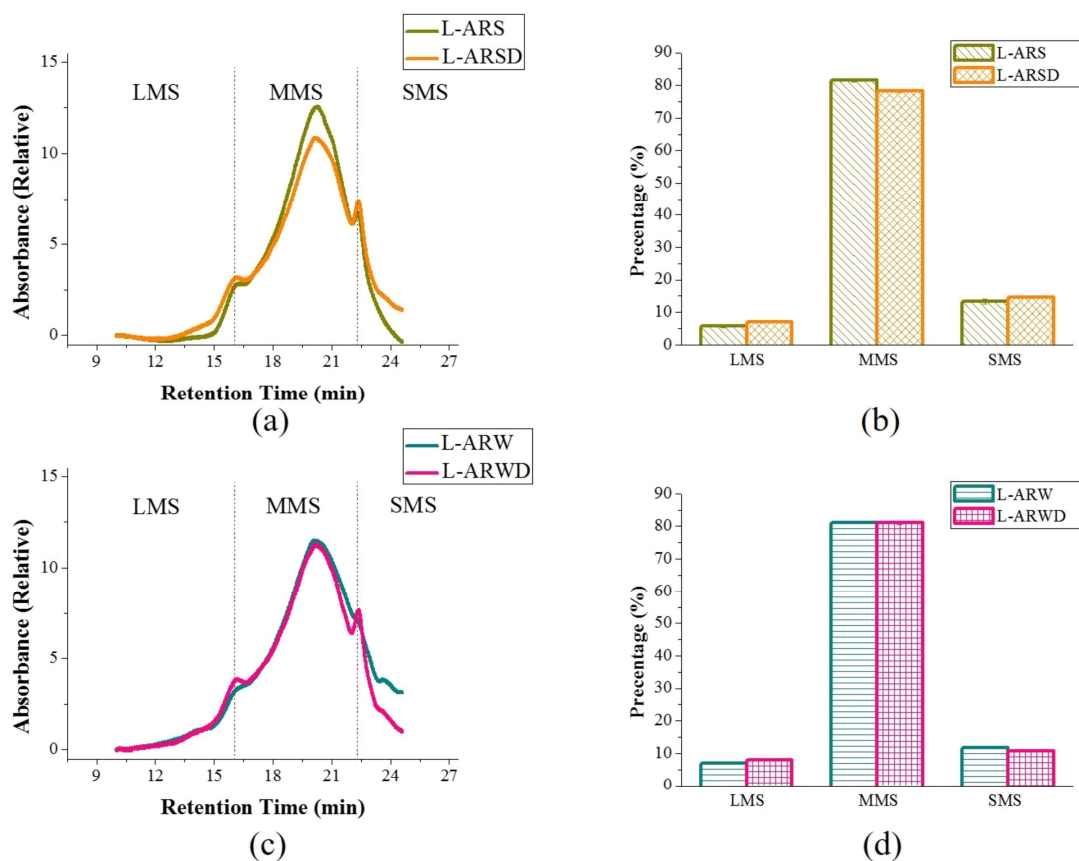 L-ARS
L-ARSD
15
10
5
0
LMS
MMS
SMS
Absorbance (Relative)
9
12
15
18
21
24
27
Retention Time (min)
(a)
L-ARS
L-ARSD
90
80
70
60
50
40
30
20
10
0
Precentage (%)
LMS
MMS
SMS
(b)
L-ARW
L-ARWD
15
10
5
0
LMS
MMS
SMS
Absorbance (Relative)
9
12
15
18
21
24
27
Retention Time (min)
(c)
L-ARW
L-ARWD
90
80
70
60
50
40
30
20
10
0
Precentage (%)
LMS
MMS
SMS
(d)